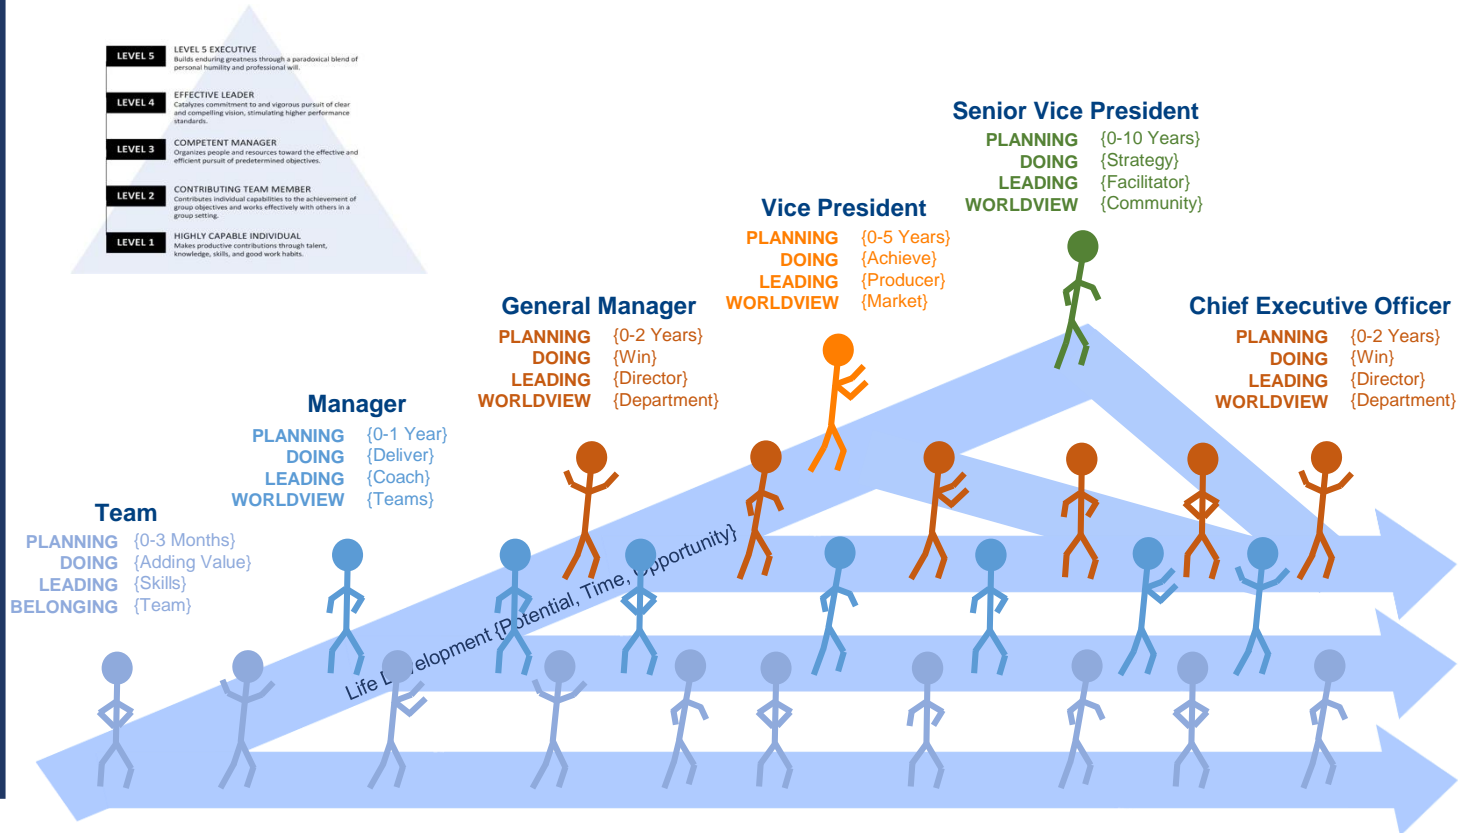 LEVEL 5
LEVEL 5 EXECUTIVE
Builds enduring greatness through a paradoxical blend of
personal humility and professional will.
LEVEL 4
EFFECTIVE LEADER
Catalyzes commitment to and vigorous pursuit of clear
and compelling vision, stimulating higher performance
standards.
LEVEL 3
COMPETENT MANAGER
Organizes people and resources toward the effective and
efficient pursuit of predetermined objectives.
LEVEL 2
CONTRIBUTING TEAM MEMBER
Contributes individual capabilities to the achievement of
group objectives and works effectively with others in a
group setting.
LEVEL 1
HIGHLY CAPABLE INDIVIDUAL
Makes productive contributions through talent,
knowledge, skills, and good work habits.
Senior Vice President
PLANNING {0-10 Years}
DOING {Strategy}
LEADING {Facilitator}
WORLDVIEW {Community}
Vice President
PLANNING {0-5 Years}
DOING {Achieve}
LEADING {Producer}
WORLDVIEW {Market}
General Manager
PLANNING {0-2 Years}
DOING {Win}
LEADING {Director}
WORLDVIEW {Department}
Chief Executive Officer
PLANNING {0-2 Years}
DOING {Win}
LEADING {Director}
WORLDVIEW {Department}
Manager
PLANNING {0-1 Year}
DOING {Deliver}
LEADING {Coach}
WORLDVIEW {Teams}
Team
PLANNING {0-3 Months}
DOING {Adding Value}
LEADING {Skills}
BELONGING {Team}
Life Development {Potential, Time, Opportunity}